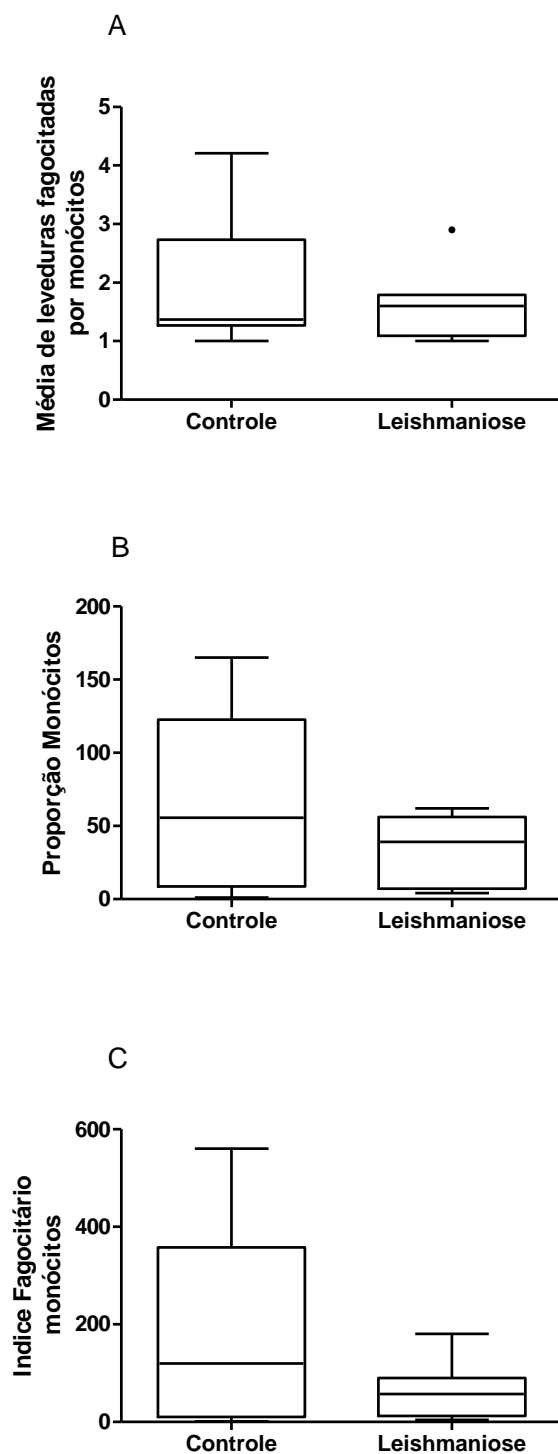 A
Média de leveduras fagocitadas
por monócitos
5
4
3
2
1
0
Controle
Leishmaniose
B
Proporção Monócitos
200
150
100
50
0
Controle
Leishmaniose
C
Indice Fagocitário
monócitos
600
400
200
0
Controle
Leishmaniose